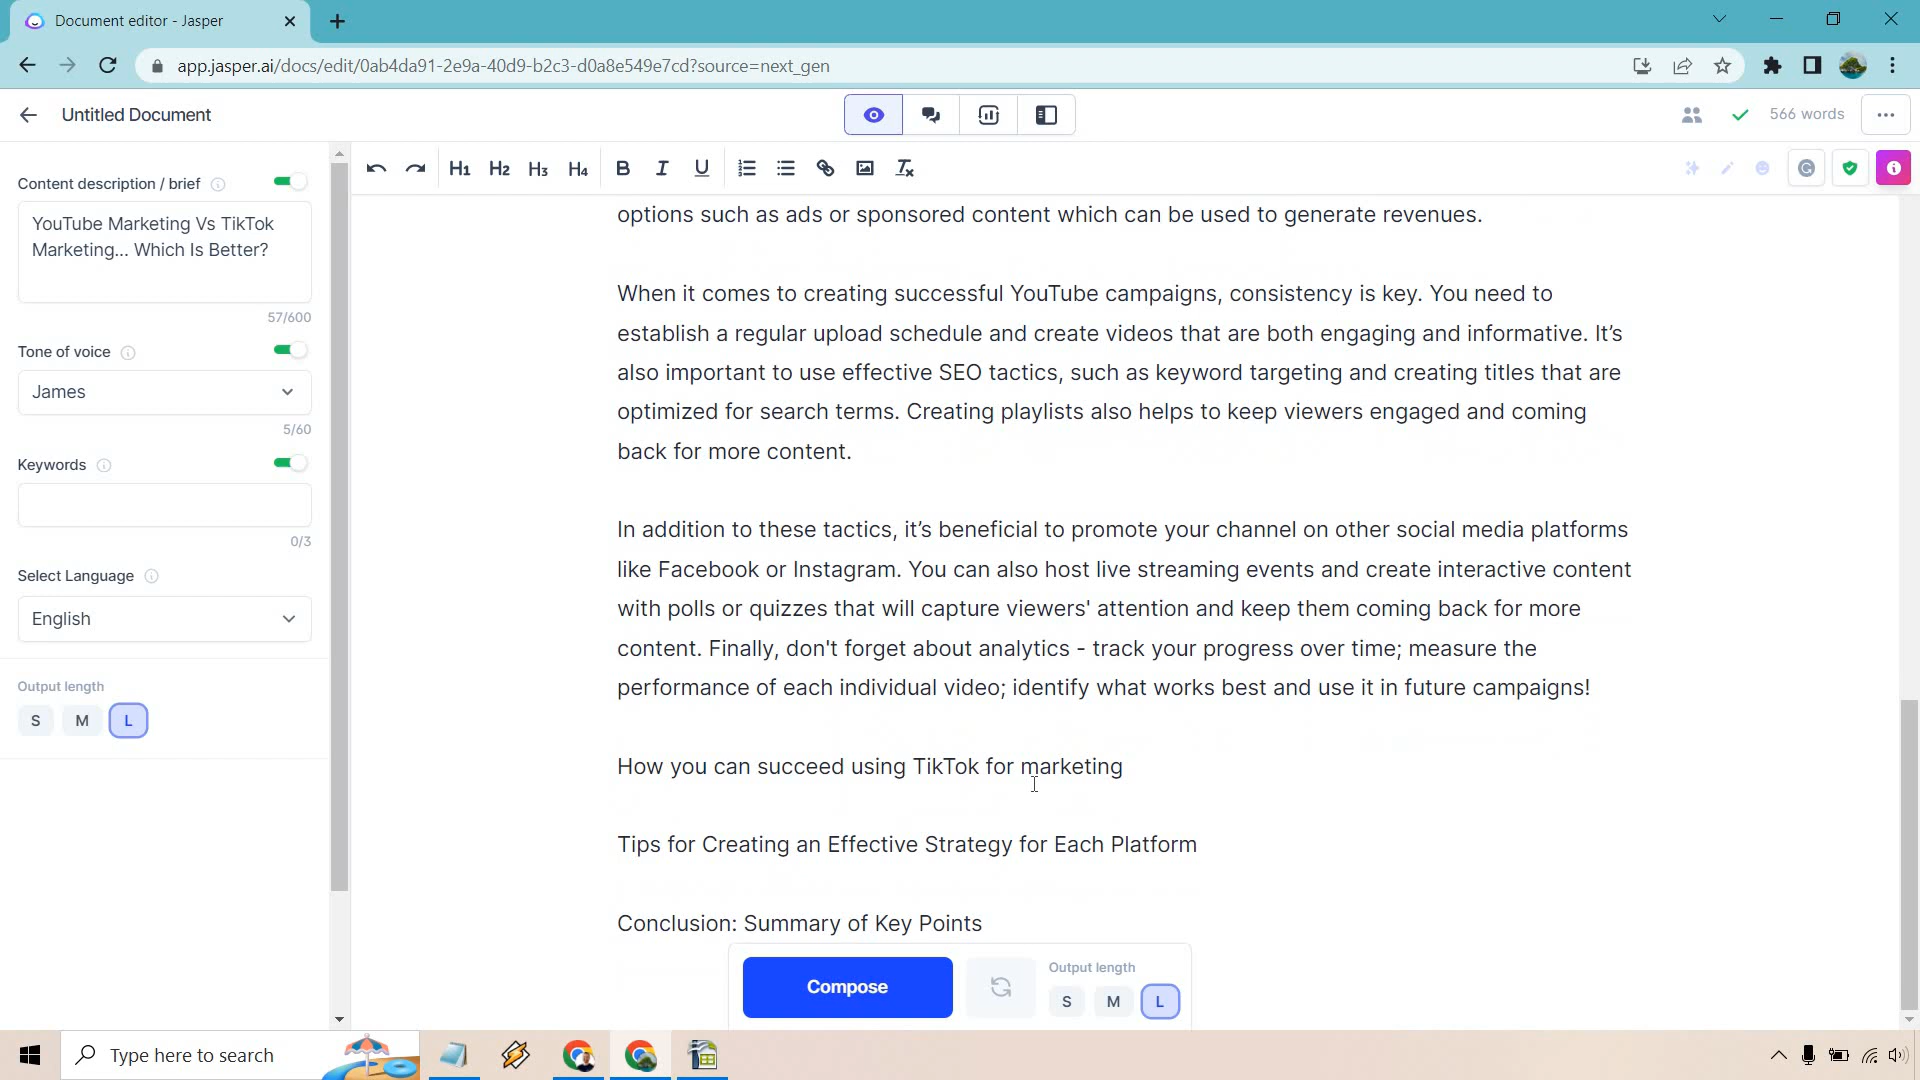 Document editor - Jasper
app.jasper.ai/docs/edit/0ab4da91-2e9a-40d9-b2c3-d0a8e549e7cd?source=next_gen
Untitled Document
566 words
H1 H2 H3 H4 B I U
Content description / brief
YouTube Marketing Vs TikTok
Marketing... Which Is Better?
57/600
Tone of voice
James
5/60
Keywords
0/3
Select Language
English
Output length
S M L
options such as ads or sponsored content which can be used to generate revenues.
When it comes to creating successful YouTube campaigns, consistency is key. You need to
establish a regular upload schedule and create videos that are both engaging and informative. It's
also important to use effective SEO tactics, such as keyword targeting and creating titles that are
optimized for search terms. Creating playlists also helps to keep viewers engaged and coming
back for more content.
In addition to these tactics, it's beneficial to promote your channel on other social media platforms
like Facebook or Instagram. You can also host live streaming events and create interactive content
with polls or quizzes that will capture viewers' attention and keep them coming back for more
content. Finally, don't forget about analytics - track your progress over time; measure the
performance of each individual video; identify what works best and use it in future campaigns!
How you can succeed using TikTok for marketing
Tips for Creating an Effective Strategy for Each Platform
Conclusion: Summary of Key Points
Compose
Output length
S M L
Type here to search